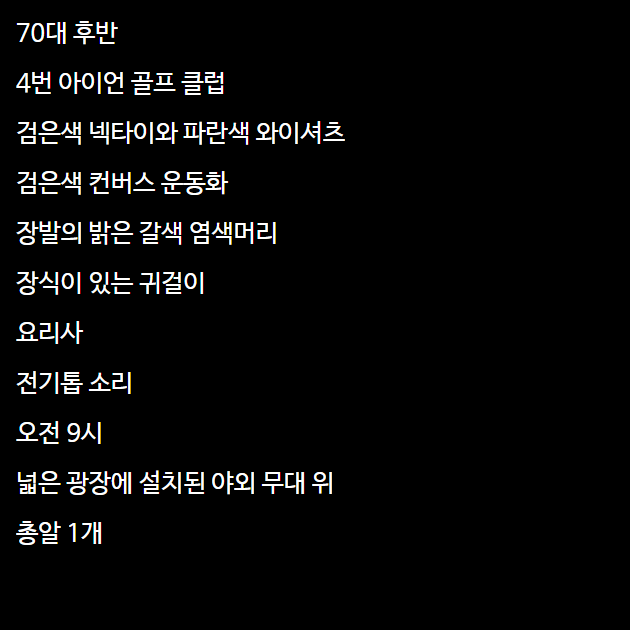 70대 후반
4번 아이언 골프 클럽
검은색 넥타이와 파란색 와이셔츠
검은색 컨버스 운동화
장발의 밝은 갈색 염색머리
장식이 있는 귀걸이
요리사
전기톱 소리
오전 9시
넓은 광장에 설치된 야외 무대 위
총알 1개